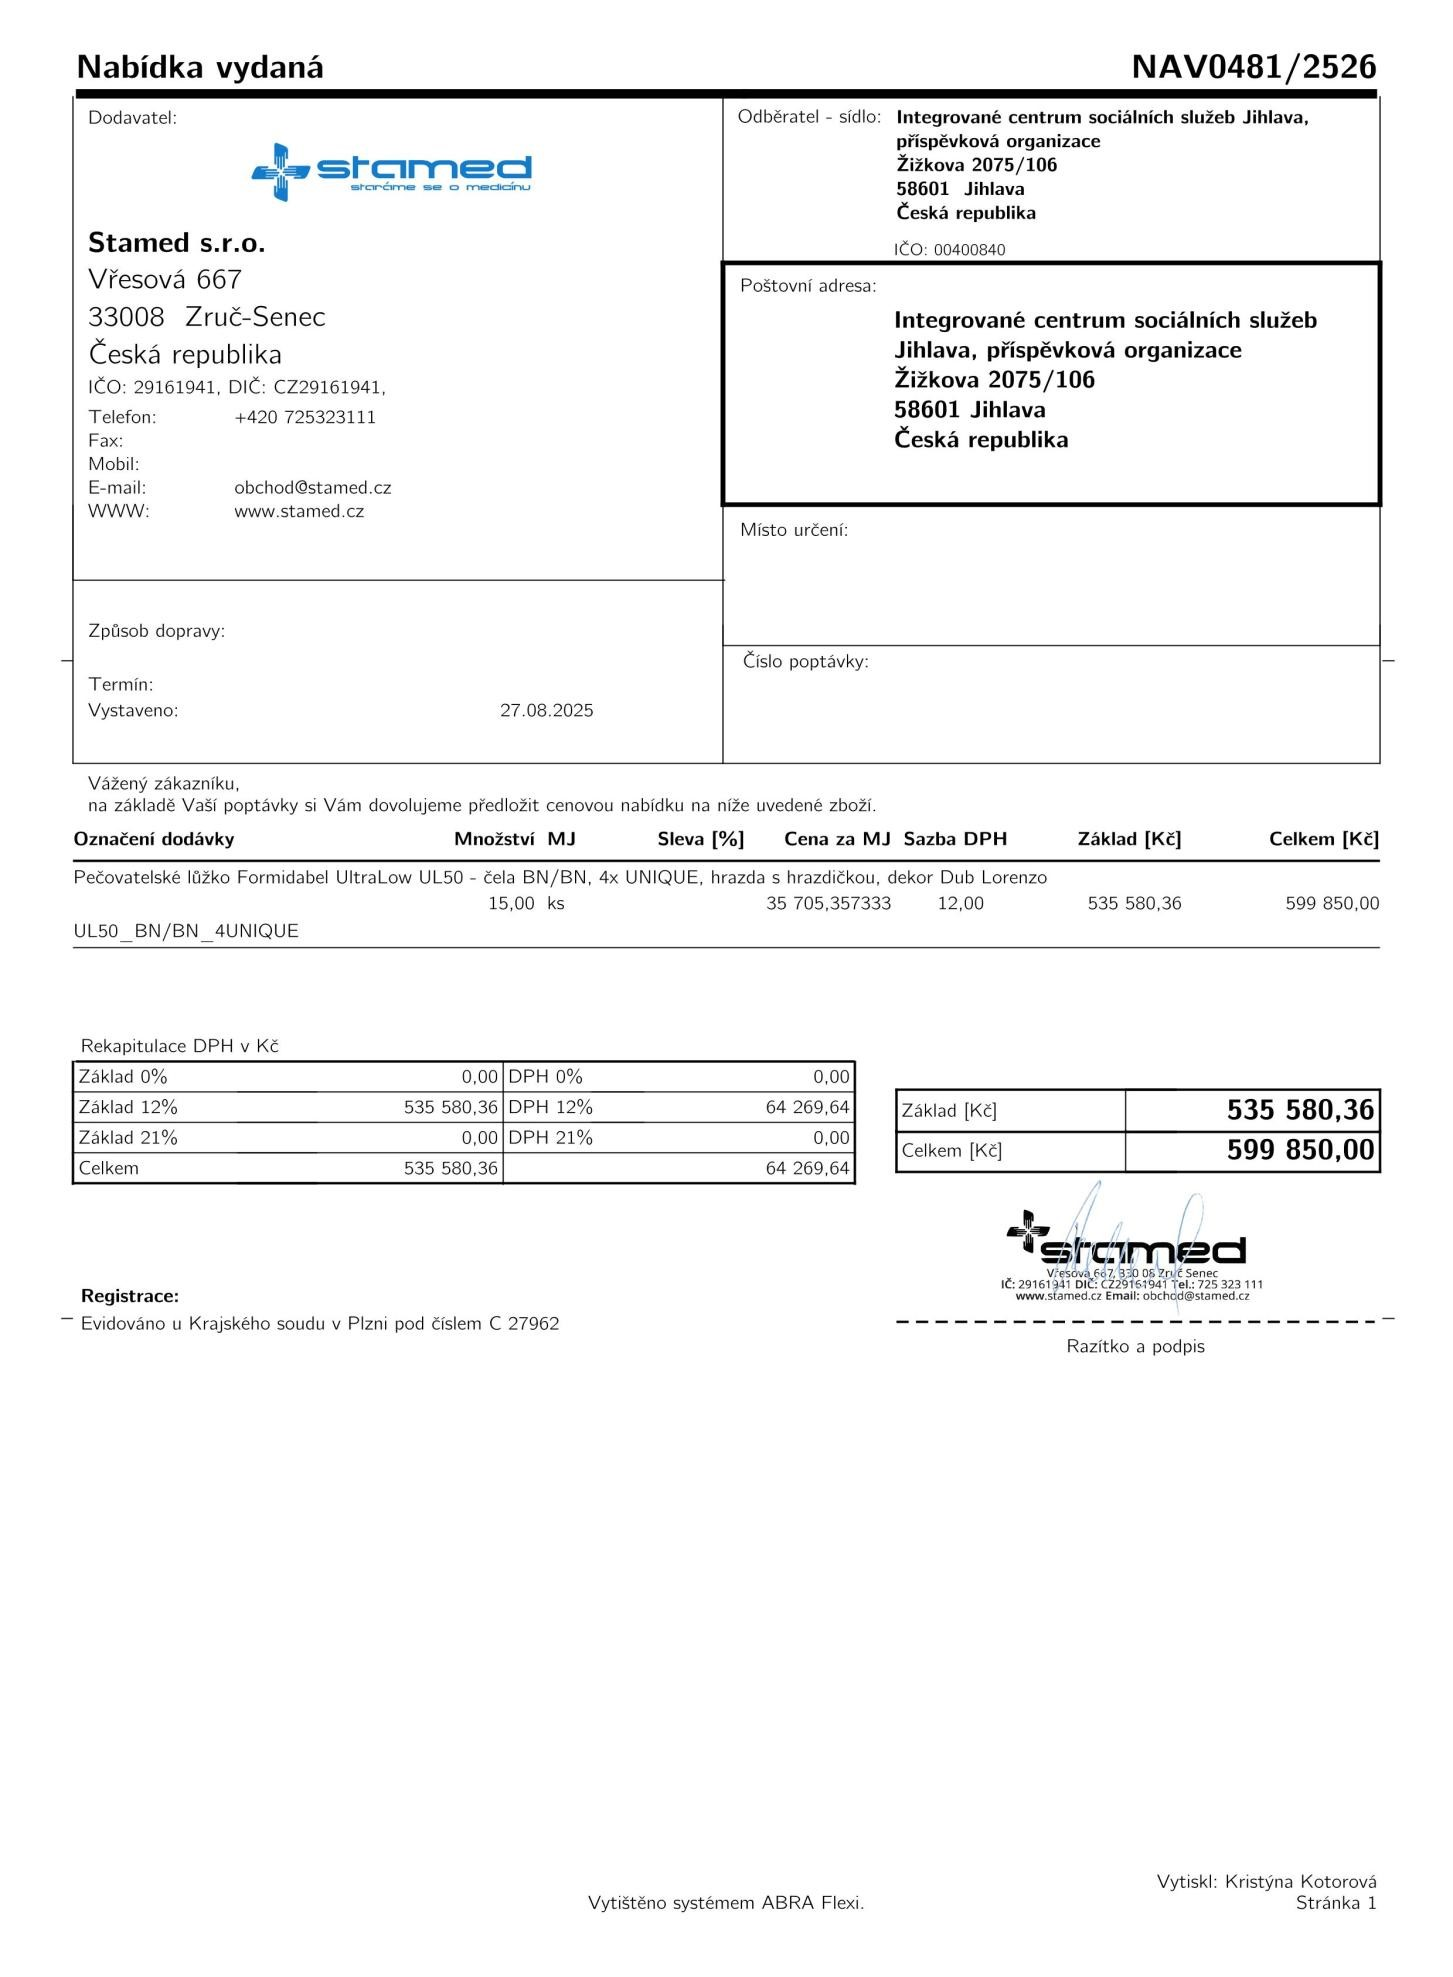 Nabídka vydaná
NAV0481/2526
Dodavatel:
stamed
staráme se o medicínu
Stamed s.r.o.
Vřesová 667
33008 Zruč-Senec
Česká republika
IČO: 29161941, DIČ: CZ29161941,
Telefon: +420 725323111
Fax:
Mobil:
E-mail: obchod@stamed.cz
WWW: www.stamed.cz
Odběratel - sídlo: Integrované centrum sociálních služeb Jihlava,
příspěvková organizace
Žižkova 2075/106
58601 Jihlava
Česká republika
IČO: 00400840
Poštovní adresa:
Integrované centrum sociálních služeb
Jihlava, příspěvková organizace
Žižkova 2075/106
58601 Jihlava
Česká republika
Místo určení:
Způsob dopravy:
Termín:
Vystaveno: 27.08.2025
Číslo poptávky:
Vážený zákazníku,
na základě Vaší poptávky si Vám dovolujeme předložit cenovou nabídku na níže uvedené zboží.
Označení dodávky Množství MJ Sleva [%] Cena za MJ Sazba DPH Základ [Kč] Celkem [Kč]
Pečovatelské lůžko Formidabel UltraLow UL50 - čela BN/BN, 4x UNIQUE, hrazda s hrazdičkou, dekor Dub Lorenzo
15,00 ks 35 705,357333 12,00 535 580,36 599 850,00
UL50_BN/BN_4UNIQUE
Rekapitulace DPH v Kč
Základ 0% 0,00 DPH 0% 0,00
Základ 12% 535 580,36 DPH 12% 64 269,64
Základ 21% 0,00 DPH 21% 0,00
Celkem 535 580,36 64 269,64
Základ [Kč] 535 580,36
Celkem [Kč] 599 850,00
stamed
Vřesová 667, 330 08 Zruč Senec
IČ: 29161941 DIČ: CZ29161941 Tel.: 725 323 111
www.stamed.cz Email: obchod@stamed.cz
Registrace:
Evidováno u Krajského soudu v Plzni pod číslem C 27962
Razítko a podpis
Vytiskl: Kristýna Kotorová
Vytištěno systémem ABRA Flexi.
Stránka 1